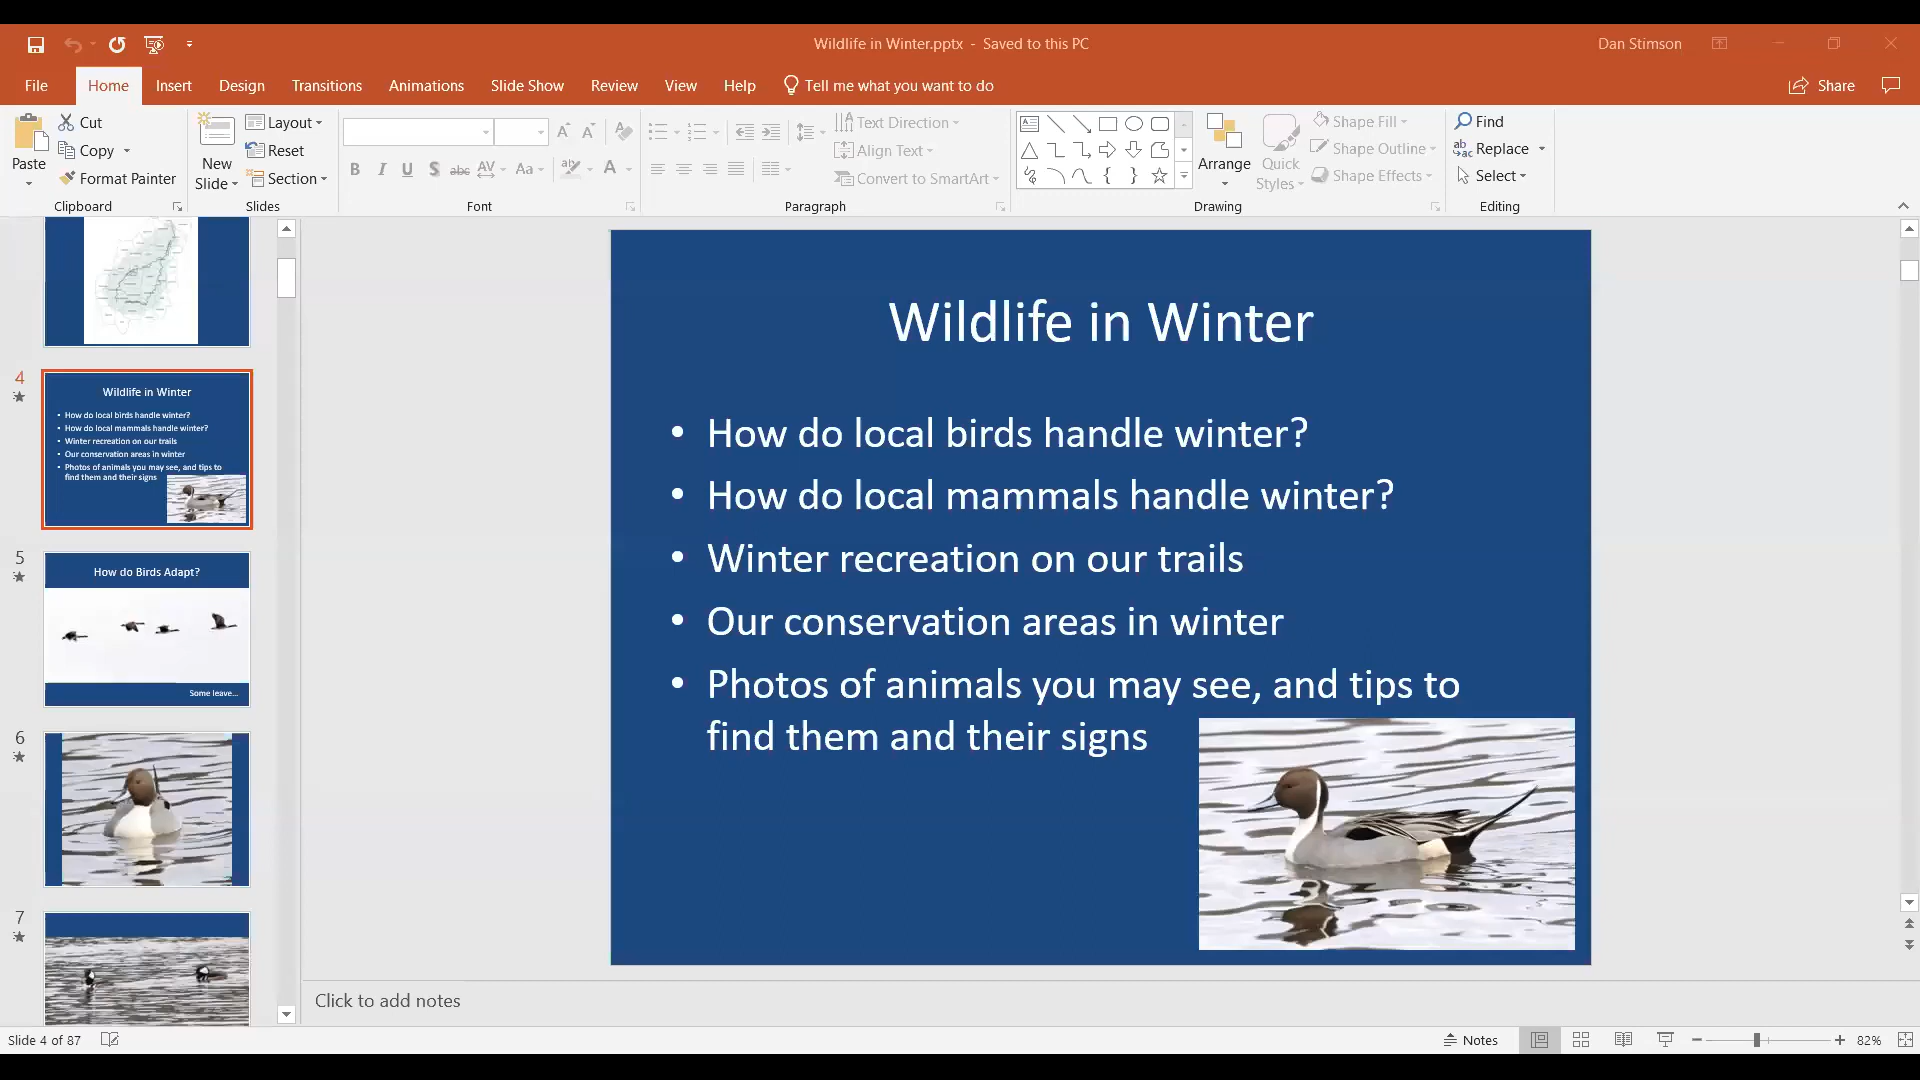 Wildlife in Winter.pptx - Saved to this PC
Dan Stimson
File Home Insert Design Transitions Animations Slide Show Review View Help Tell me what you want to do
Share
Paste
Cut
Copy
Format Painter
Clipboard
New
Slide
Layout
Reset
Section
Slides
B I U S abc AV Aa A
Font
Text Direction
Align Text
Convert to SmartArt
Paragraph
Arrange
Quick
Styles
Shape Fill
Shape Outline
Shape Effects
Drawing
Find
Replace
Select
Editing
4
Wildlife in Winter
• How do local birds handle winter?
• How do local mammals handle winter?
• Winter recreation on our trails
• Our conservation areas in winter
• Photos of animals you may see, and tips to
find them and their signs
5
How do Birds Adapt?
Some leave...
6
7
Wildlife in Winter
• How do local birds handle winter?
• How do local mammals handle winter?
• Winter recreation on our trails
• Our conservation areas in winter
• Photos of animals you may see, and tips to
find them and their signs
Click to add notes
Slide 4 of 87
Notes
82%